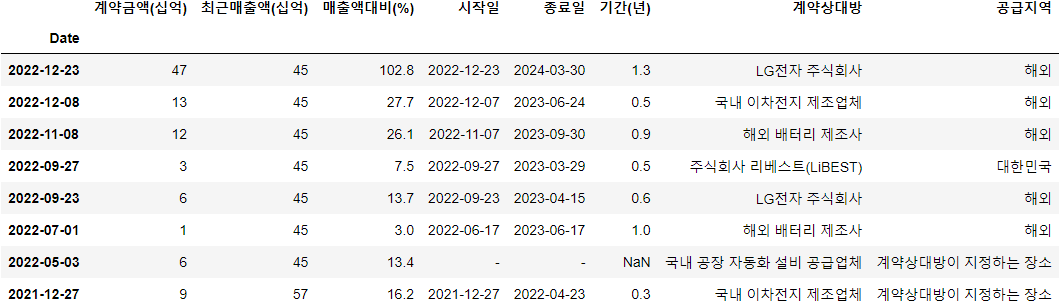 계약금액(십억) 최근매출액(십억) 매출액대비(%) 시작일 종료일 기간(년) 계약상대방 공급지역
Date
2022-12-23 47 45 102.8 2022-12-23 2024-03-30 1.3 LG전자 주식회사 해외
2022-12-08 13 45 27.7 2022-12-07 2023-06-24 0.5 국내 이차전지 제조업체 해외
2022-11-08 12 45 26.1 2022-11-07 2023-09-30 0.9 해외 배터리 제조사 해외
2022-09-27 3 45 7.5 2022-09-27 2023-03-29 0.5 주식회사 리베스트(LiBEST) 대한민국
2022-09-23 6 45 13.7 2022-09-23 2023-04-15 0.6 LG전자 주식회사 해외
2022-07-01 1 45 3.0 2022-06-17 2023-06-17 1.0 해외 배터리 제조사 해외
2022-05-03 6 45 13.4 - - NaN 국내 공장 자동화 설비 공급업체 계약상대방이 지정하는 장소
2021-12-27 9 57 16.2 2021-12-27 2022-04-23 0.3 국내 이차전지 제조업체 계약상대방이 지정하는 장소